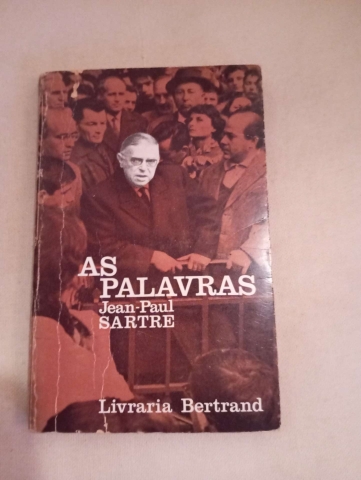 AS
PALAVRAS
Jean-Paul
SARTRE
Livraria Bertrand